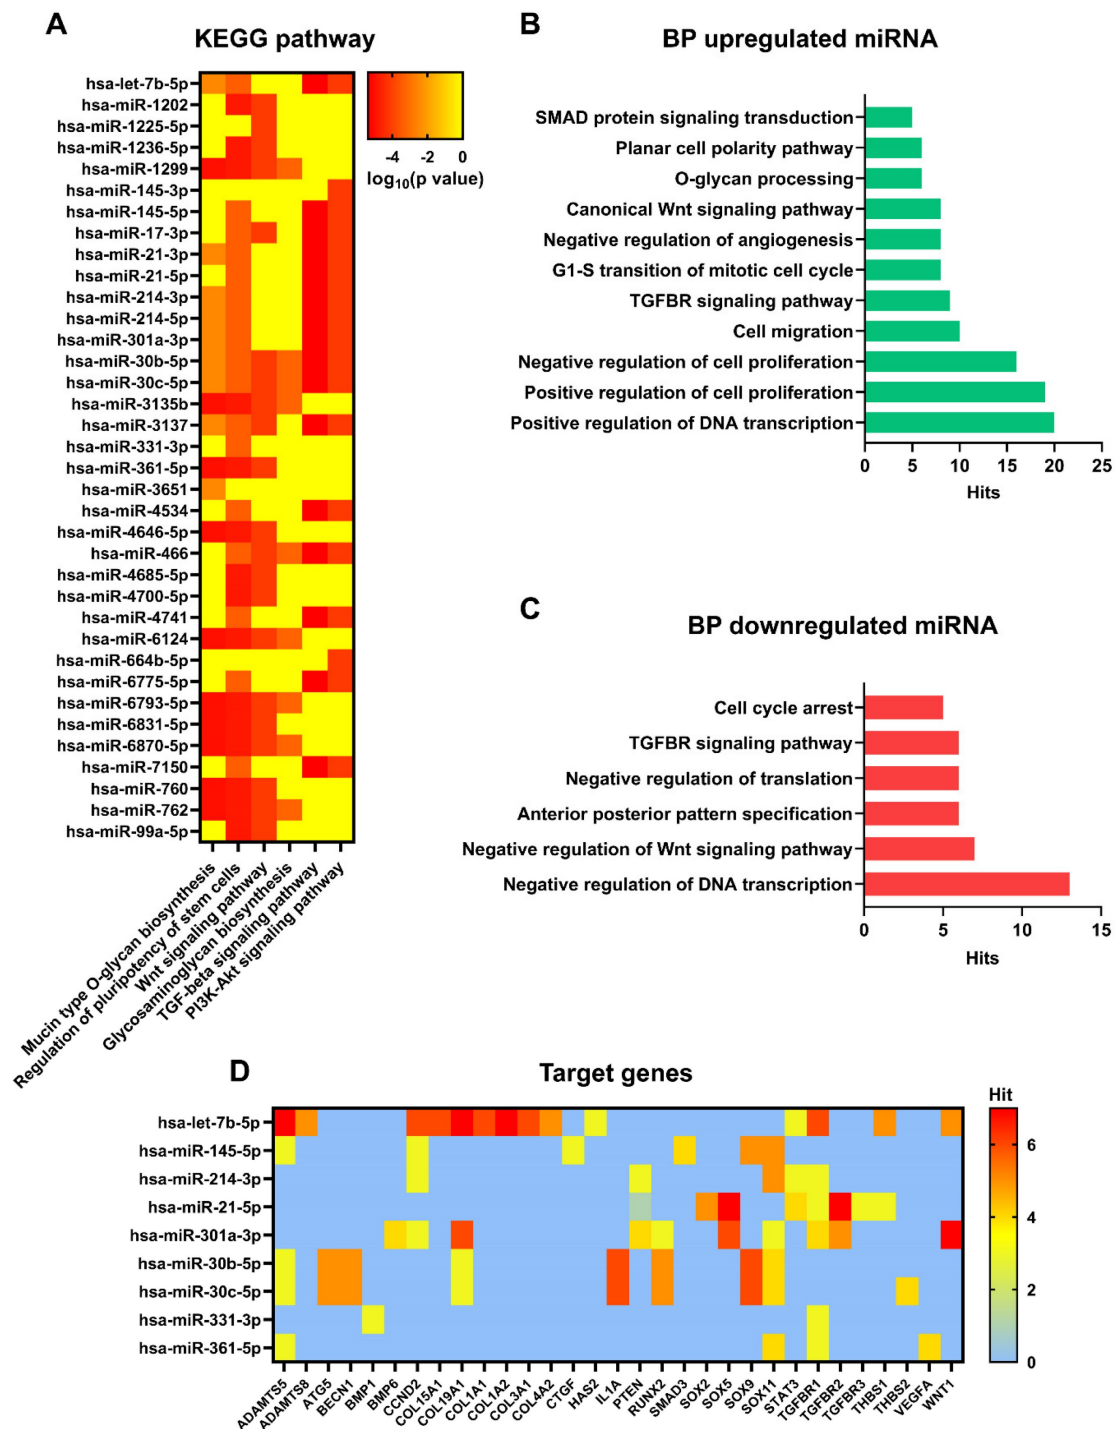 A
KEGG pathway
hsa-let-7b-5p
hsa-miR-1202
hsa-miR-1225-5p
hsa-miR-1236-5p
hsa-miR-1299
hsa-miR-145-3p
hsa-miR-145-5p
hsa-miR-17-3p
hsa-miR-21-3p
hsa-miR-21-5p
hsa-miR-214-3p
hsa-miR-214-5p
hsa-miR-301a-3p
hsa-miR-30b-5p
hsa-miR-30c-5p
hsa-miR-3135b
hsa-miR-3137
hsa-miR-331-3p
hsa-miR-361-5p
hsa-miR-3651
hsa-miR-4534
hsa-miR-4646-5p
hsa-miR-466
hsa-miR-4685-5p
hsa-miR-4700-5p
hsa-miR-4741
hsa-miR-6124
hsa-miR-664b-5p
hsa-miR-6775-5p
hsa-miR-6793-5p
hsa-miR-6831-5p
hsa-miR-6870-5p
hsa-miR-7150
hsa-miR-760
hsa-miR-762
hsa-miR-99a-5p
-4 -2 0
log10(p value)
Mucin type O-glycan biosynthesis
Regulation of pluripotency of stem cells
Wnt signaling pathway
Glycosaminoglycan biosynthesis
TGF-beta signaling pathway
PI3K-Akt signaling pathway
B
BP upregulated miRNA
SMAD protein signaling transduction
Planar cell polarity pathway
O-glycan processing
Canonical Wnt signaling pathway
Negative regulation of angiogenesis
G1-S transition of mitotic cell cycle
TGFBR signaling pathway
Cell migration
Negative regulation of cell proliferation
Positive regulation of cell proliferation
Positive regulation of DNA transcription
0 5 10 15 20 25
Hits
C
BP downregulated miRNA
Cell cycle arrest
TGFBR signaling pathway
Negative regulation of translation
Anterior posterior pattern specification
Negative regulation of Wnt signaling pathway
Negative regulation of DNA transcription
0 5 10 15
Hits
D
Target genes
hsa-let-7b-5p
hsa-miR-145-5p
hsa-miR-214-3p
hsa-miR-21-5p
hsa-miR-301a-3p
hsa-miR-30b-5p
hsa-miR-30c-5p
hsa-miR-331-3p
hsa-miR-361-5p
ADAMTS5
ADAMTS8
ATG5
BECN1
BMP1
BMP6
CCND2
COL15A1
COL19A1
COL1A1
COL1A2
COL3A1
COL4A2
CTGF
HAS2
IL1A
PTEN
RUNX2
SMAD3
SOX2
SOX5
SOX9
SOX11
STAT3
TGFBR1
TGFBR2
TGFBR3
THBS1
THBS2
VEGFA
WNT1
Hit
6
4
2
0